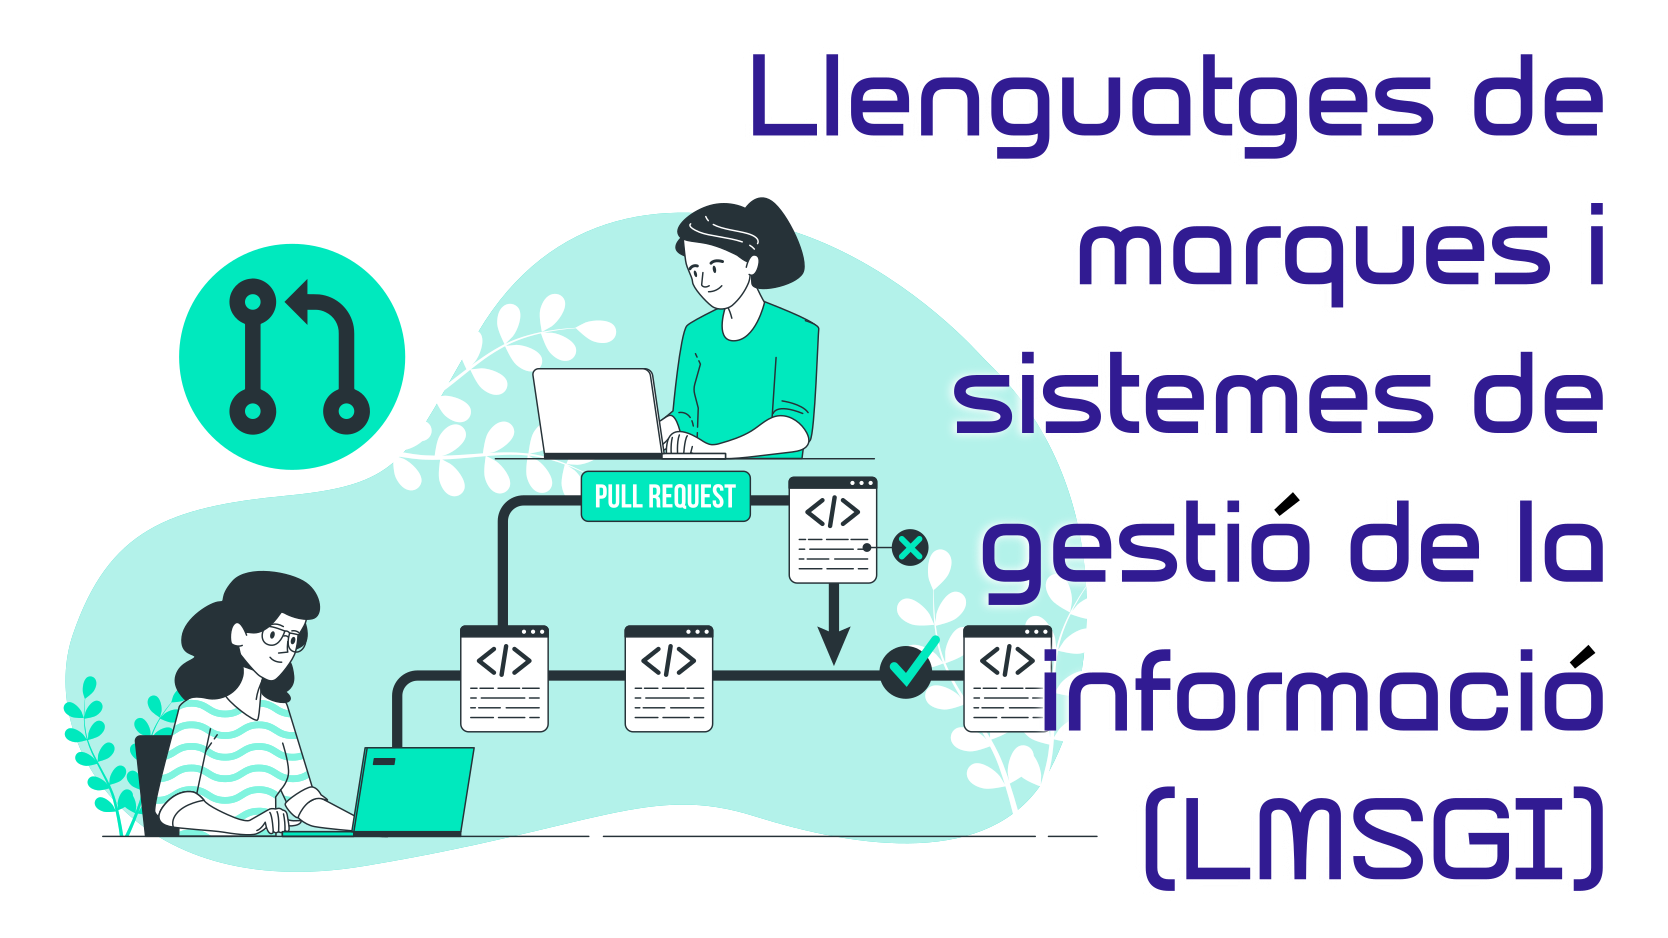 Llenguatges de
marques i
sistemes de
gestió de la
informació
(LMSGI)
PULL REQUEST
</>
</>
</>
</>